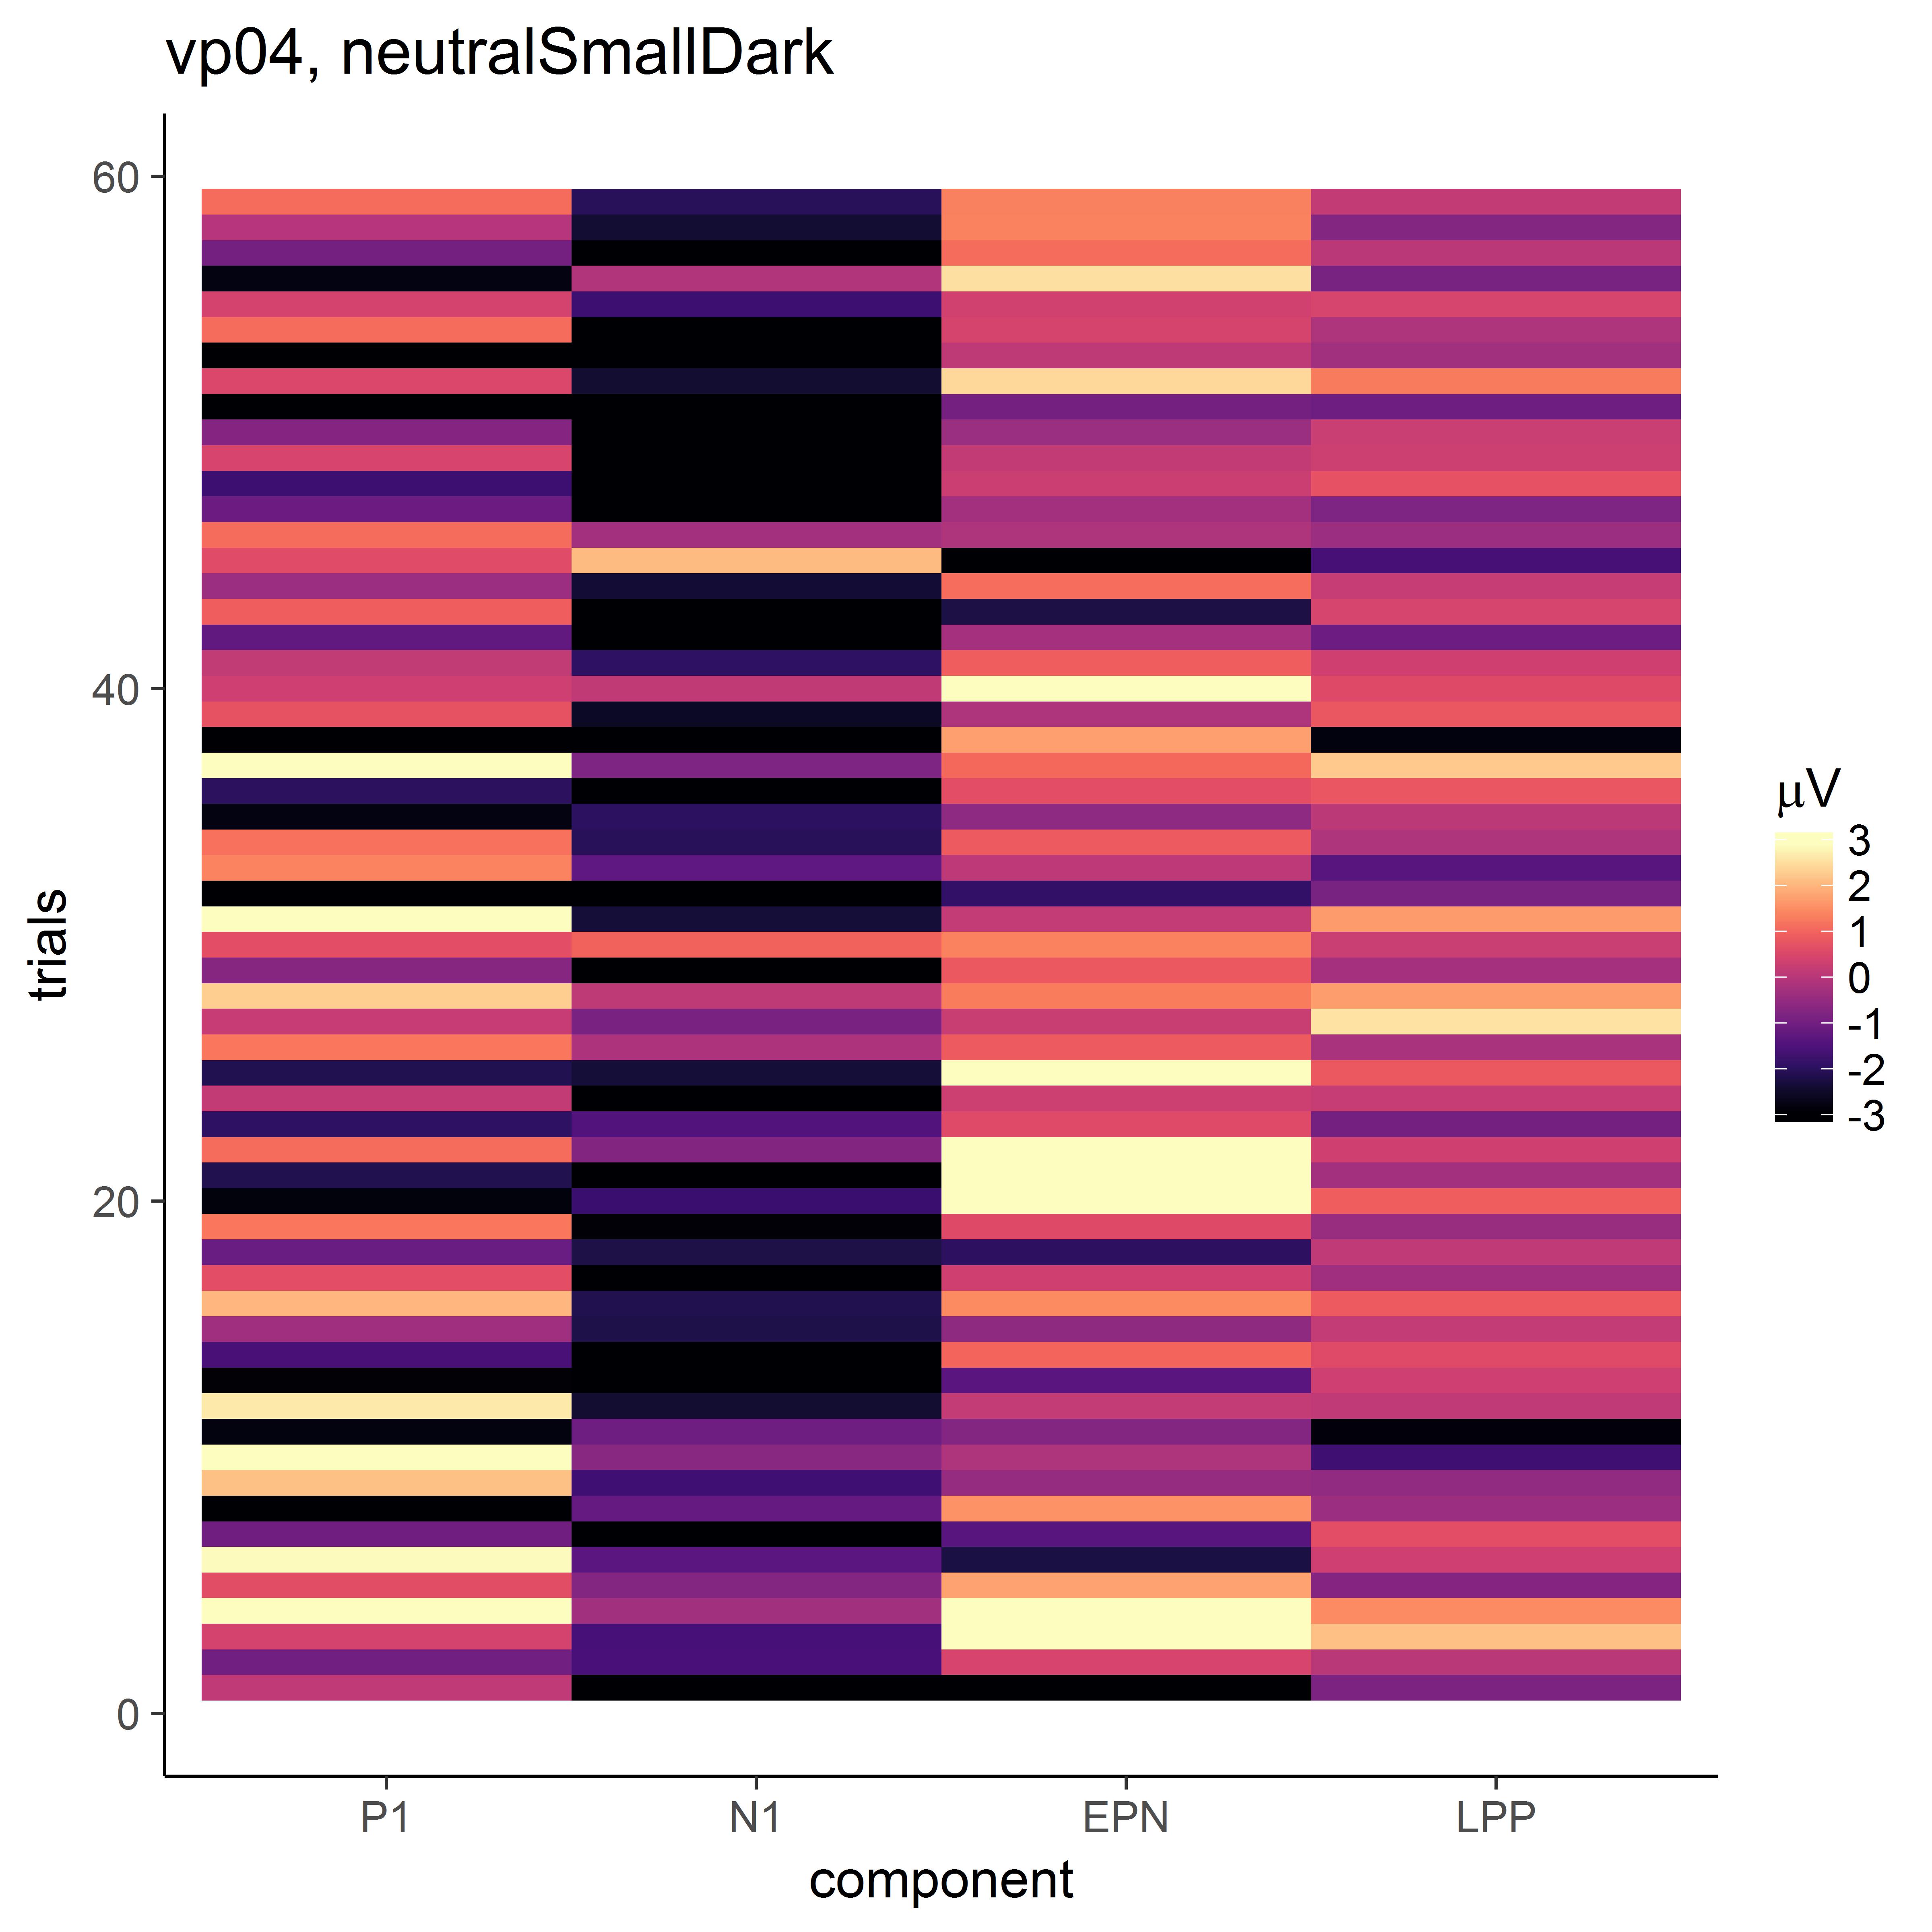 vp04, neutralSmallDark
60
40
20
0
trials
P1 N1 EPN LPP
component
μV
3
2
1
0
-1
-2
-3